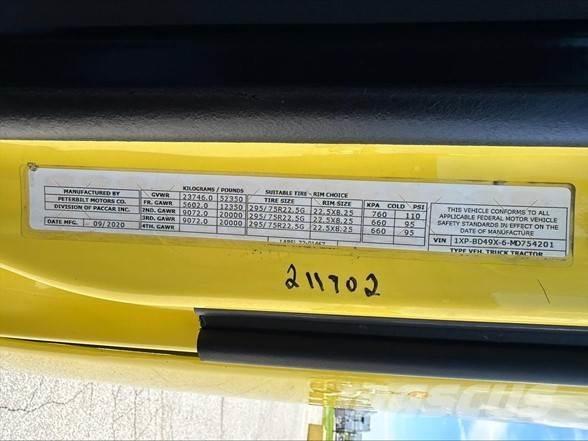 MANUFACTURED BY
PETERBILT MOTORS CO.
DIVISION OF PACCAR INC.
DATE MFG. 09/2020
KILOGRAMS / POUNDS
GVWR 23746.0 52350
FR. GAWR 5602.0 12350
2ND. GAWR 9072.0 20000
3RD. GAWR 9072.0 20000
4TH. GAWR
SUITABLE TIRE - RIM CHOICE
TIRE SIZE RIM SIZE KPA COLD PSI
295/75R22.5G 22.5X8.25 760 110
295/75R22.5G 22.5X8.25 660 95
295/75R22.5G 22.5X8.25 660 95
THIS VEHICLE CONFORMS TO ALL
APPLICABLE FEDERAL MOTOR VEHICLE
SAFETY STANDARDS IN EFFECT ON THE
DATE OF MANUFACTURE
VIN 1XP-BD49X-6-MD754201
TYPE VEH. TRUCK TRACTOR
211902